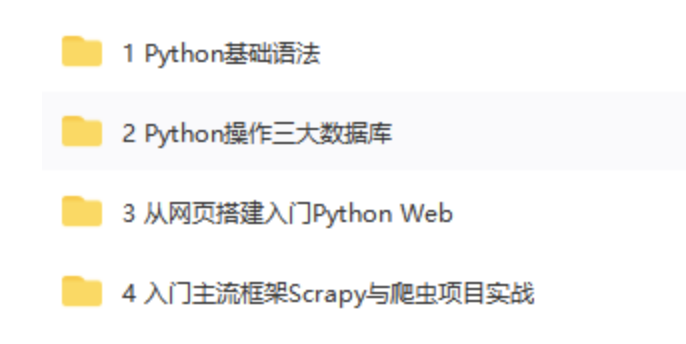 1 Python基础语法
2 Python操作三大数据库
3 从网页搭建入门Python Web
4 入门主流框架Scrapy与爬虫项目实战